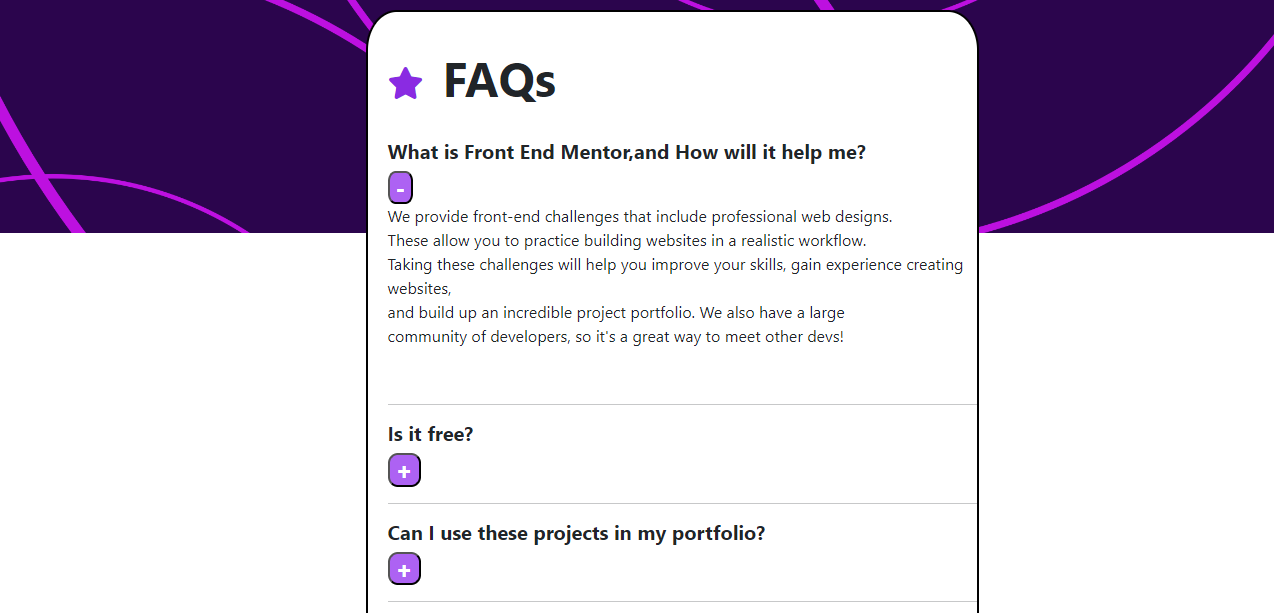 FAQs
What is Front End Mentor,and How will it help me?
-
We provide front-end challenges that include professional web designs.
These allow you to practice building websites in a realistic workflow.
Taking these challenges will help you improve your skills, gain experience creating
websites,
and build up an incredible project portfolio. We also have a large
community of developers, so it's a great way to meet other devs!
Is it free?
+
Can I use these projects in my portfolio?
+